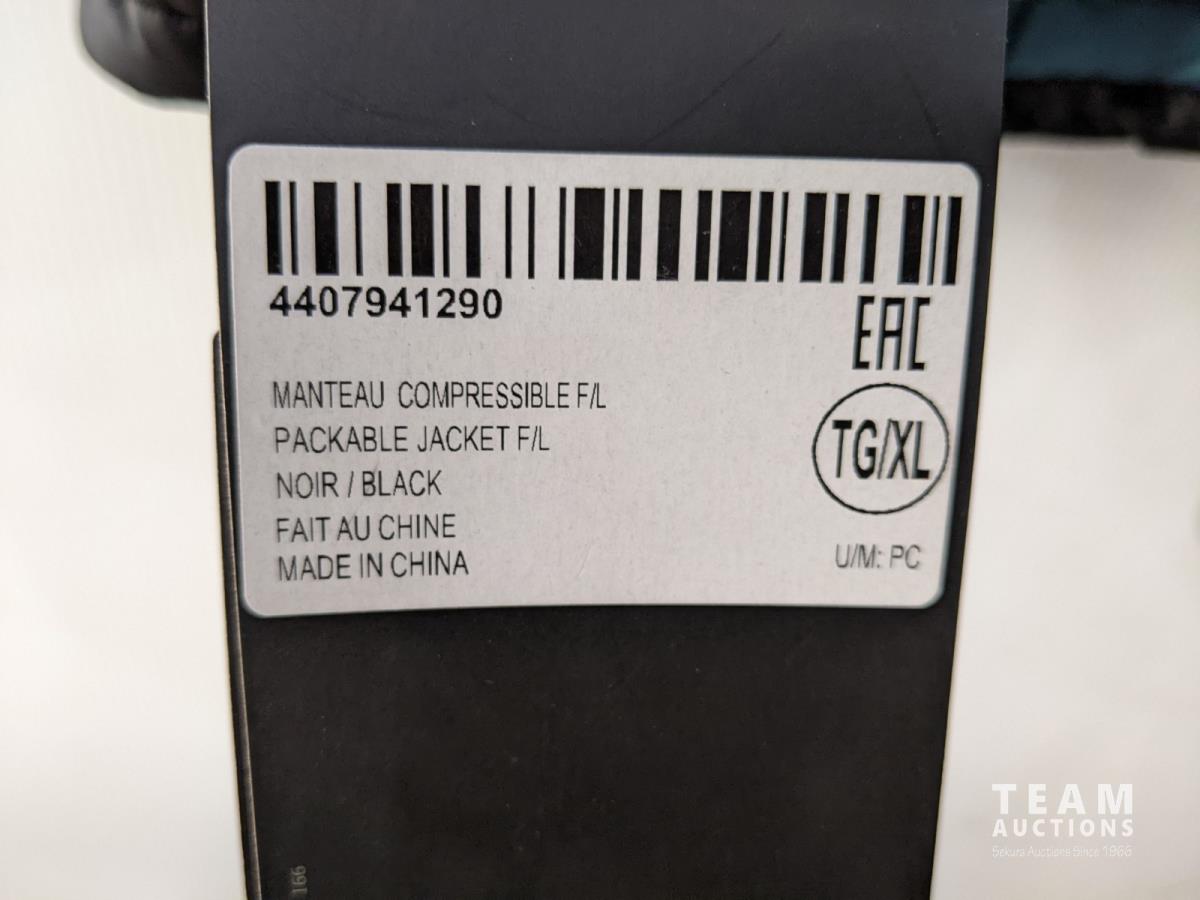 4407941290
EAC
MANTEAU COMPRESSIBLE F/L
PACKABLE JACKET F/L
TG/XL
NOIR / BLACK
FAIT AU CHINE
MADE IN CHINA
U/M: PC
166
TEAM
AUCTIONS
Sekura Auctions Since 1966